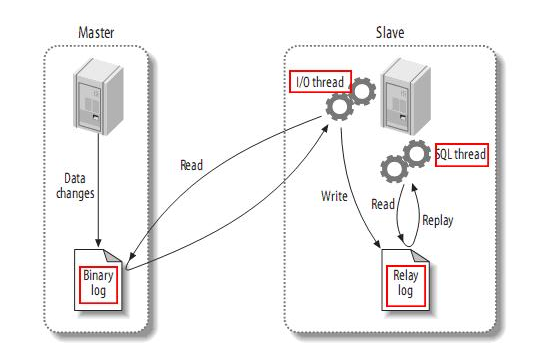 Master
Slave
I/O thread
SQL thread
Read
Data
changes
Write
Read
Replay
Binary
log
Relay
log